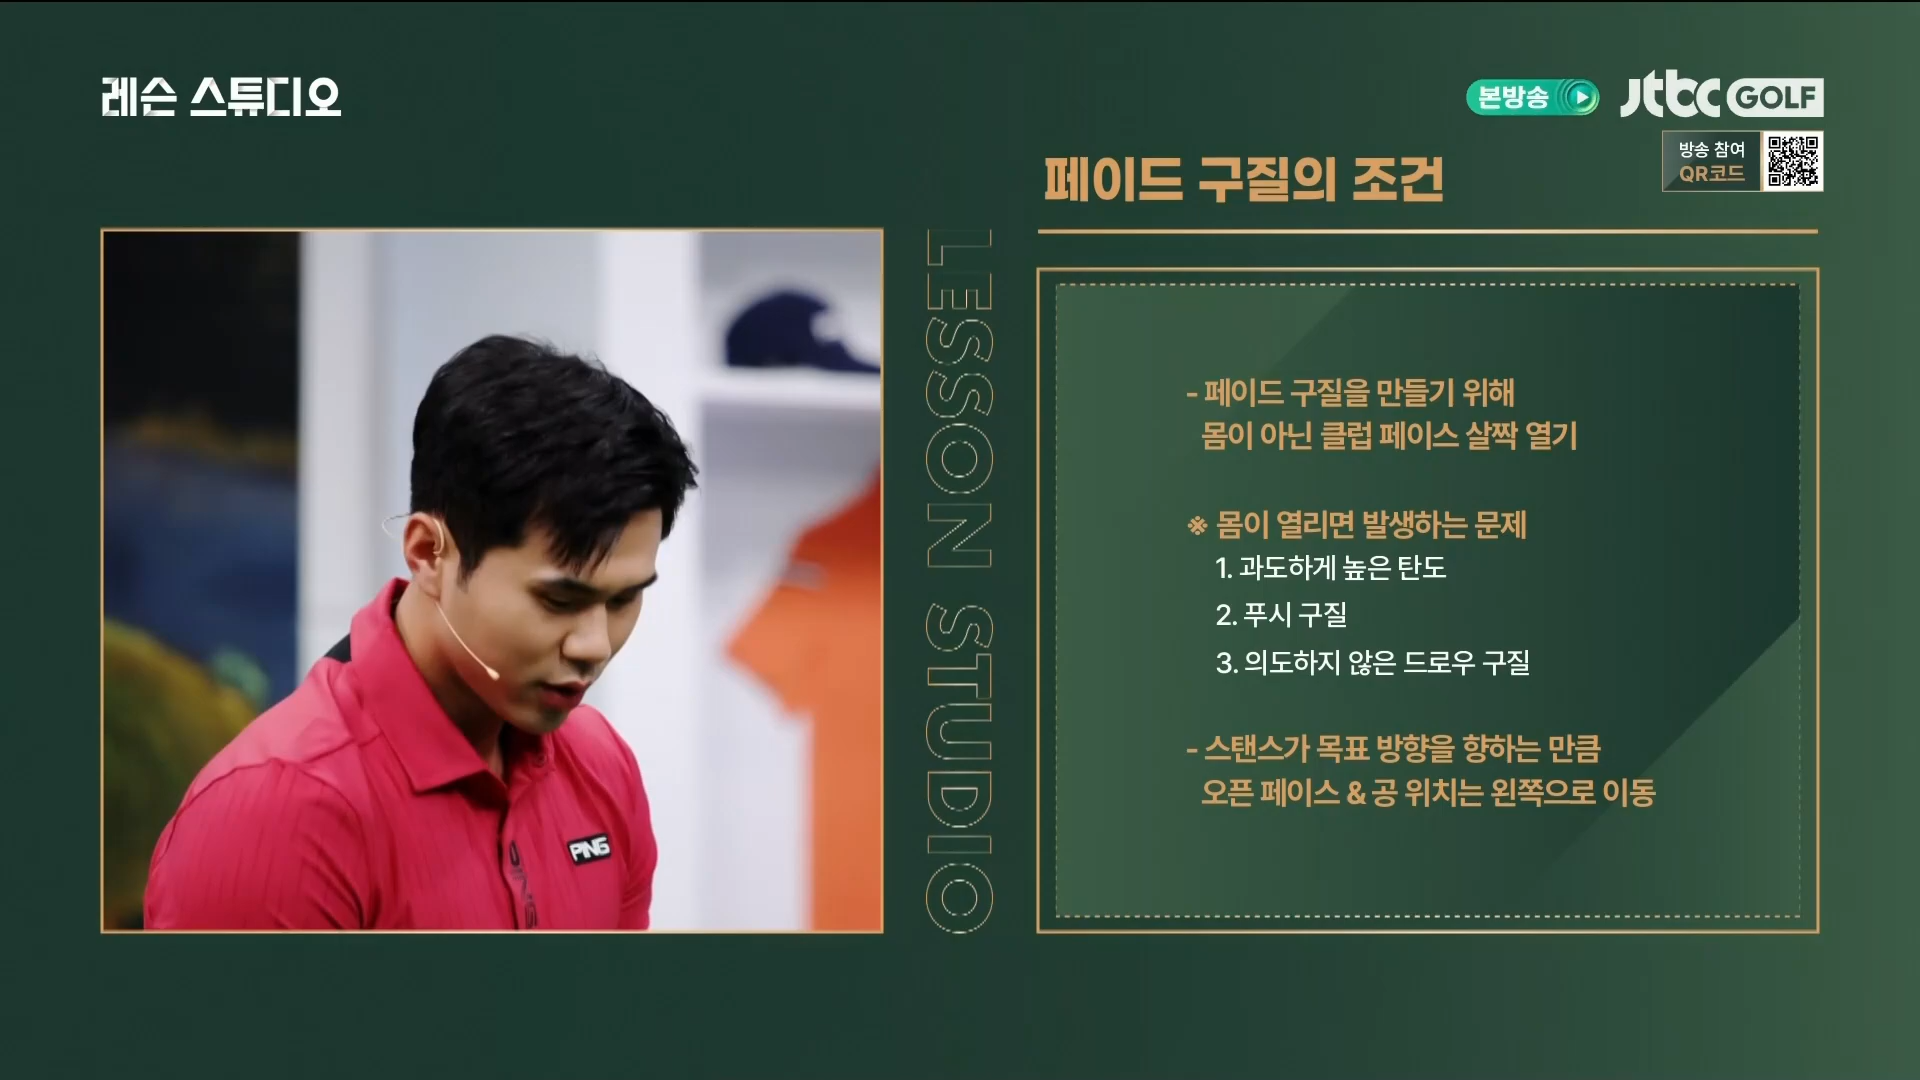 레슨 스튜디오
본방송
Jtbc GOLF
방송 참여
QR코드
페이드 구질의 조건
LESSON STUDIO
- 페이드 구질을 만들기 위해
몸이 아닌 클럽 페이스 살짝 열기
※ 몸이 열리면 발생하는 문제
1. 과도하게 높은 탄도
2. 푸시 구질
3. 의도하지 않은 드로우 구질
- 스탠스가 목표 방향을 향하는 만큼
오픈 페이스 & 공 위치는 왼쪽으로 이동
PING
PING